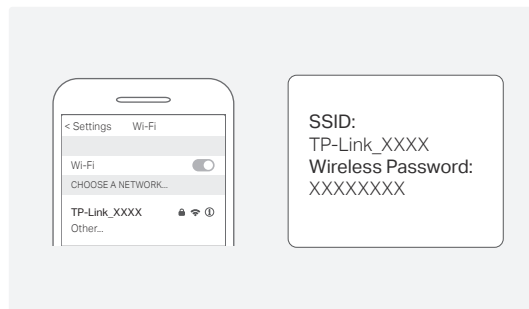 < Settings Wi-Fi
Wi-Fi
CHOOSE A NETWORK...
TP-Link_XXXX
Other...
SSID:
TP-Link_XXXX
Wireless Password:
XXXXXXXX